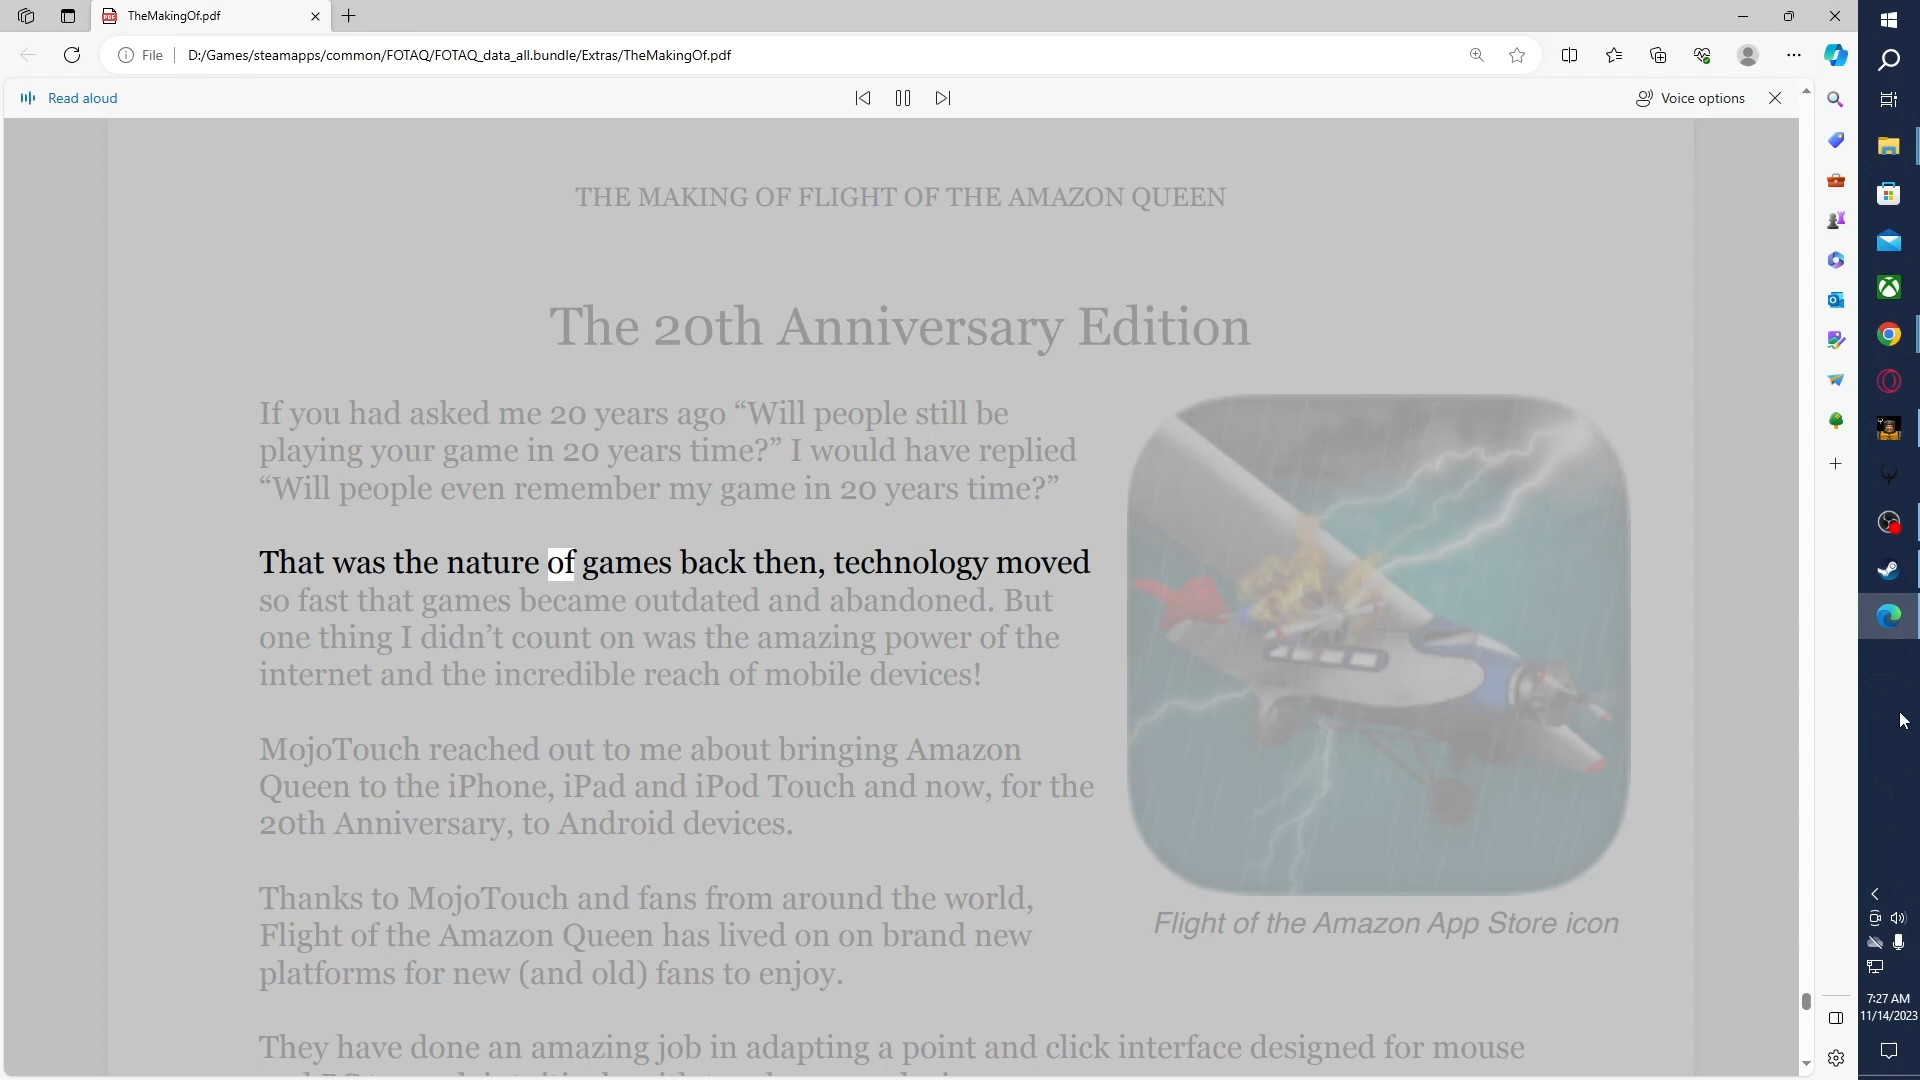 TheMakingOf.pdf
File
D:/Games/steamapps/common/FOTAQ/FOTAQ_data_all.bundle/Extras/TheMakingOf.pdf
Read aloud
Voice options
THE MAKING OF FLIGHT OF THE AMAZON QUEEN
The 20th Anniversary Edition
If you had asked me 20 years ago “Will people still be
playing your game in 20 years time?” I would have replied
“Will people even remember my game in 20 years time?”
That was the nature of games back then, technology moved
so fast that games became outdated and abandoned. But
one thing I didn’t count on was the amazing power of the
internet and the incredible reach of mobile devices!
MojoTouch reached out to me about bringing Amazon
Queen to the iPhone, iPad and iPod Touch and now, for the
20th Anniversary, to Android devices.
Thanks to MojoTouch and fans from around the world,
Flight of the Amazon Queen has lived on on brand new
platforms for new (and old) fans to enjoy.
Flight of the Amazon App Store icon
They have done an amazing job in adapting a point and click interface designed for mouse
7:27 AM
11/14/2023